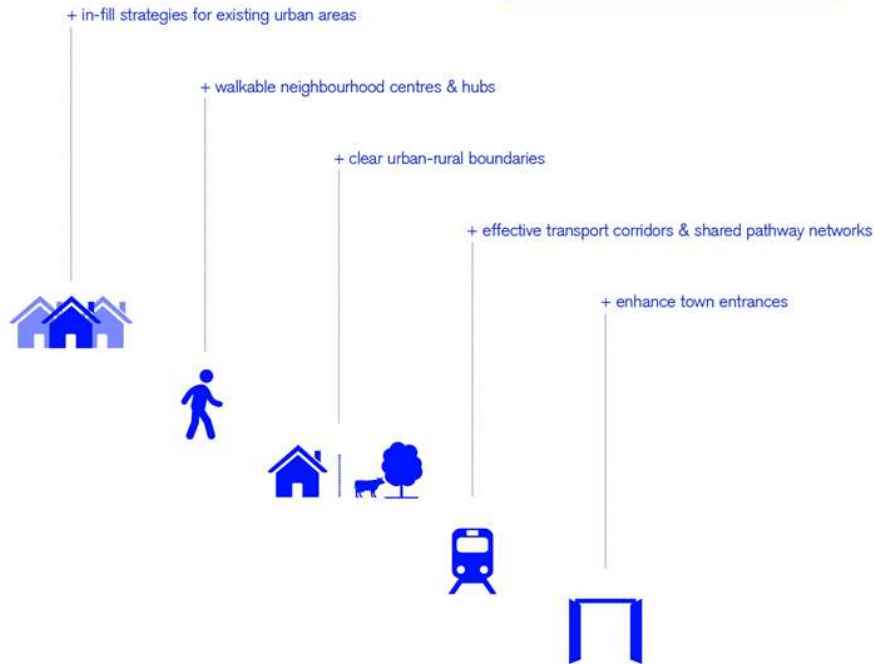 + in-fill strategies for existing urban areas
+ walkable neighbourhood centres & hubs
+ clear urban-rural boundaries
+ effective transport corridors & shared pathway networks
+ enhance town entrances